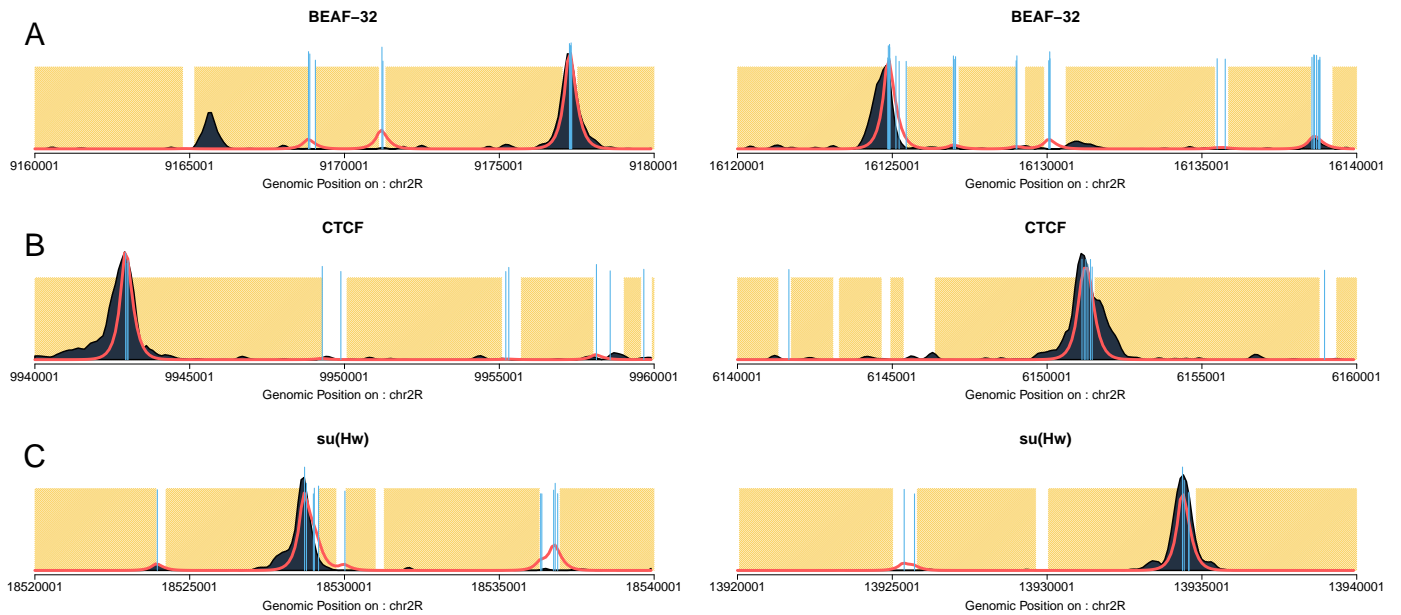 A
BEAF−32
BEAF−32
9160001 9165001 9170001 9175001 9180001
16120001 16125001 16130001 16135001 16140001
Genomic Position on : chr2R
Genomic Position on : chr2R
B
CTCF
CTCF
9940001 9945001 9950001 9955001 9960001
6140001 6145001 6150001 6155001 6160001
Genomic Position on : chr2R
Genomic Position on : chr2R
C
su(Hw)
su(Hw)
18520001 18525001 18530001 18535001 18540001
13920001 13925001 13930001 13935001 13940001
Genomic Position on : chr2R
Genomic Position on : chr2R